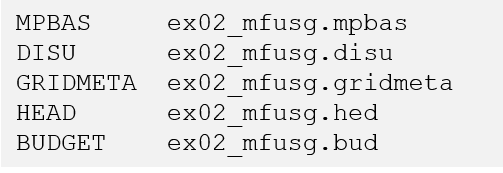 MPBAS ex02_mfusg.mpbas
DISU ex02_mfusg.disu
GRIDMETA ex02_mfusg.gridmeta
HEAD ex02_mfusg.hed
BUDGET ex02_mfusg.bud